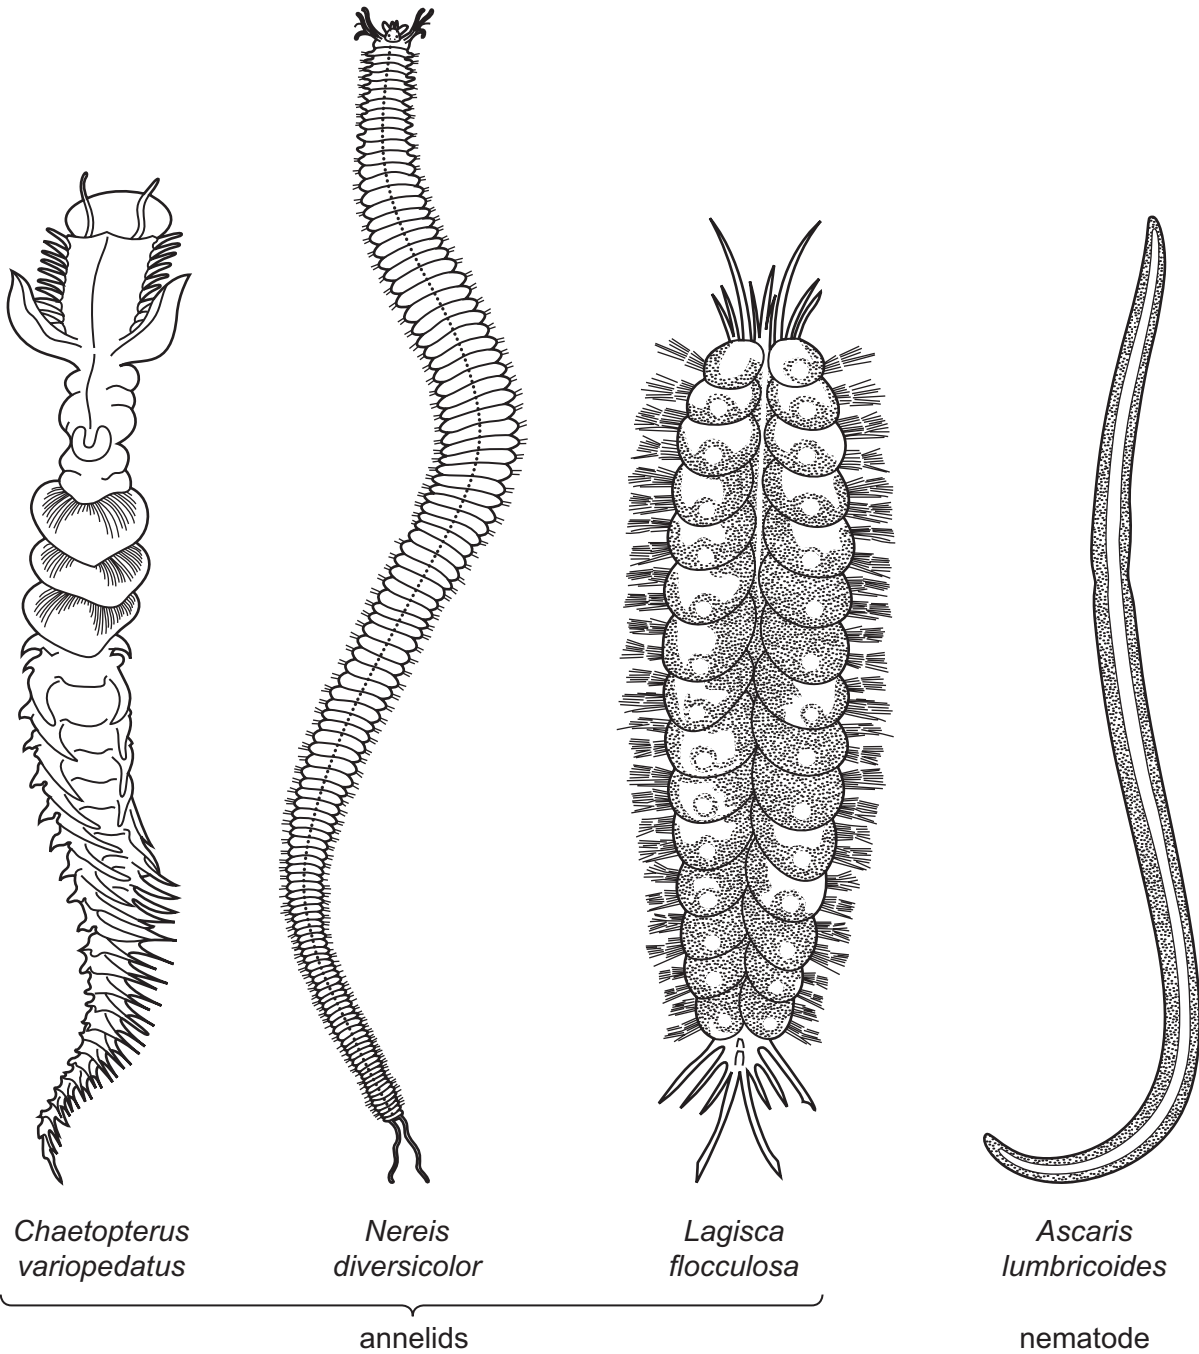 Chaetopterus
variopedatus
Nereis
diversicolor
Lagisca
flocculosa
Ascaris
lumbricoides
annelids
nematode